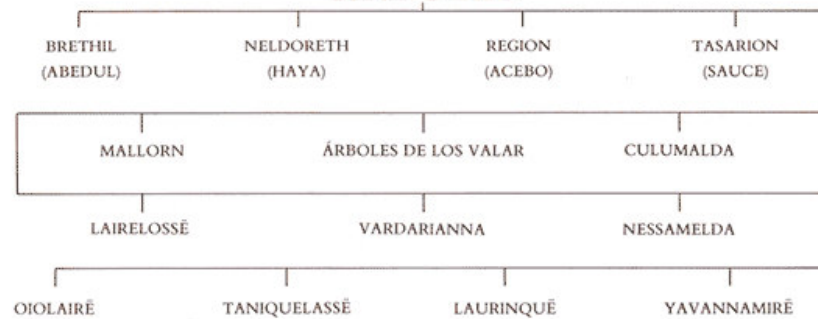 BRETHIL NELDORETH REGION TASARION
(ABEDUL) (HAYA) (ACEBO) (SAUCE)
MALLORN ÁRBOLES DE LOS VALAR CULUMALDA
LAIRELOSSË VARDARIANNA NESSAMELDA
OIOLAIRË TANIQUELASSË LAURINQUË YAVANNAMIRË